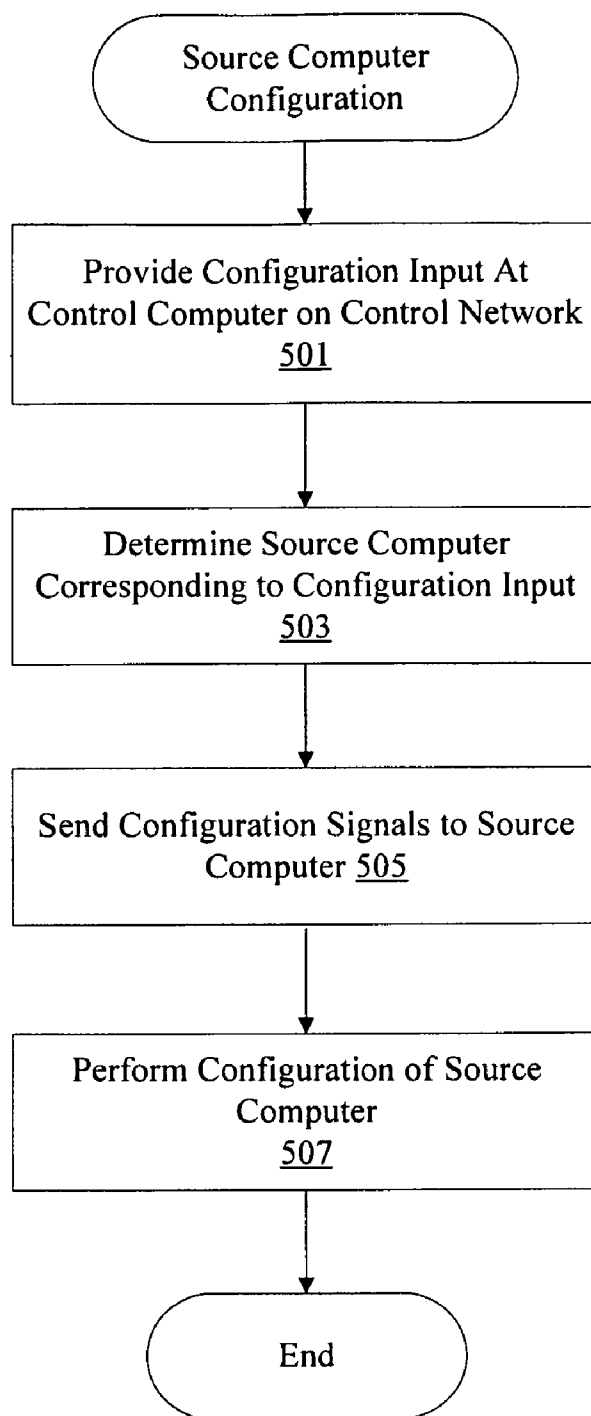 Source Computer
Configuration
Provide Configuration Input At
Control Computer on Control Network
501
Determine Source Computer
Corresponding to Configuration Input
503
Send Configuration Signals to Source
Computer 505
Perform Configuration of Source
Computer
507
End